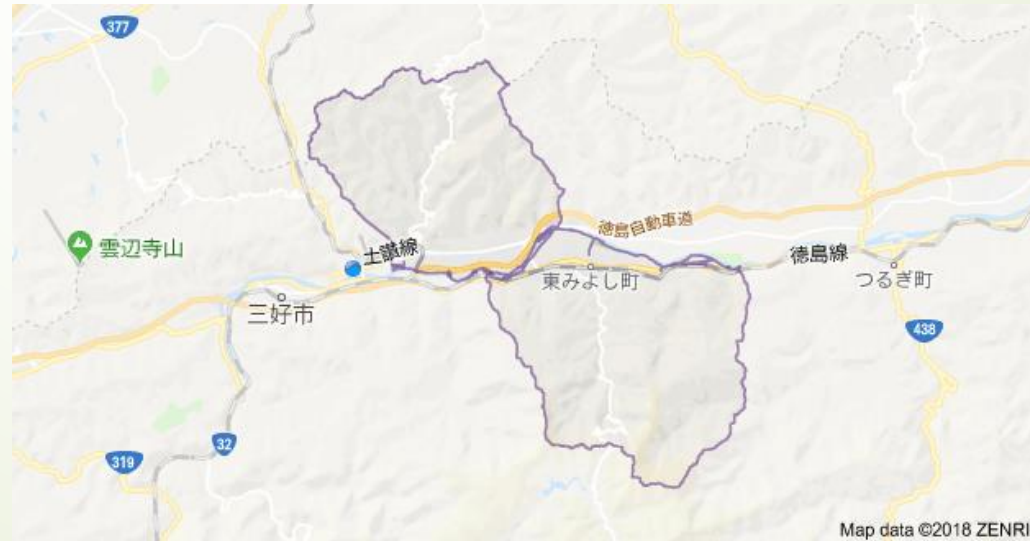 377
土讃線
徳島自動車道
雲辺寺山
徳島線
東みよし町
つるぎ町
三好市
438
32
319
Map data ©2018 ZENRI